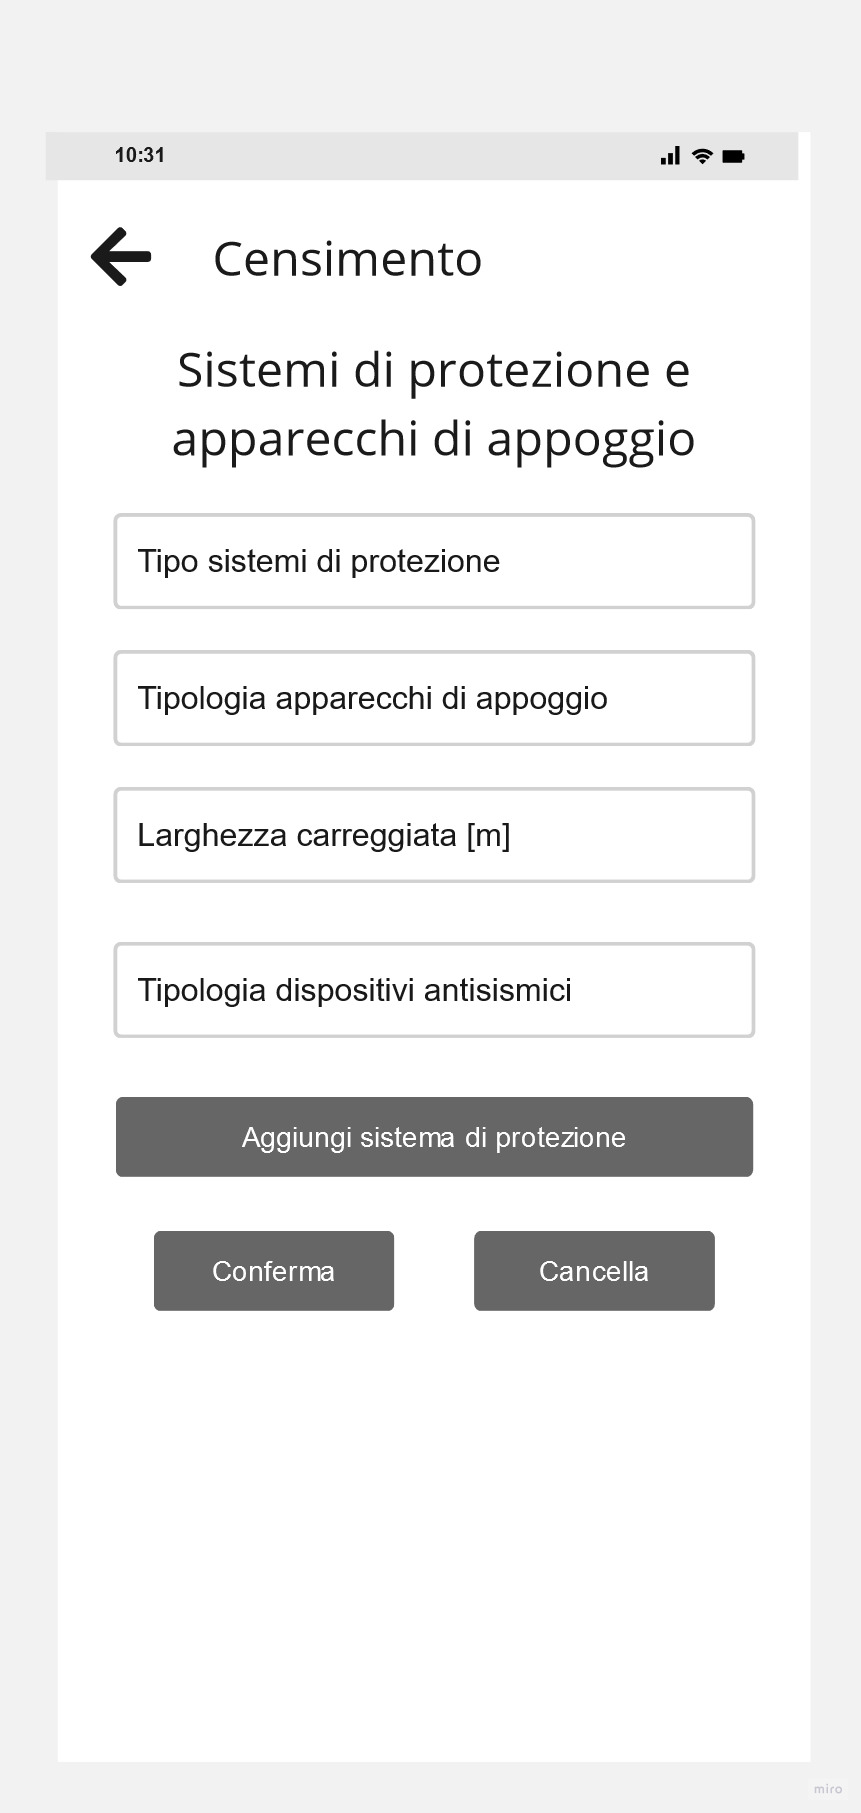 10:31
Censimento
Sistemi di protezione e
apparecchi di appoggio
Tipo sistemi di protezione
Tipologia apparecchi di appoggio
Larghezza carreggiata [m]
Tipologia dispositivi antisismici
Aggiungi sistema di protezione
Conferma Cancella
miro